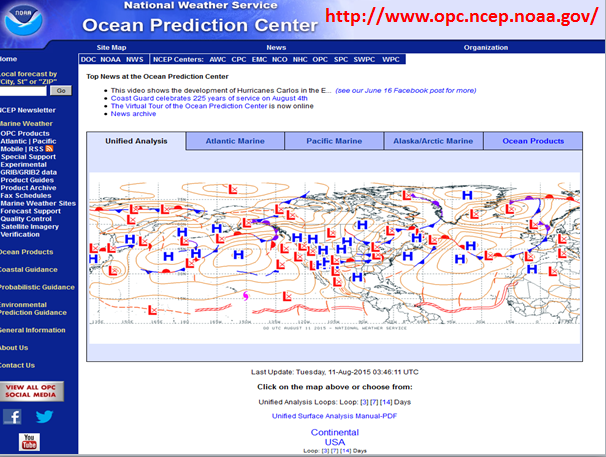 National Weather Service
Ocean Prediction Center
http://www.opc.ncep.noaa.gov/
NOAA
Site Map News Organization
DOC NOAA NWS NCEP Centers: AWC CPC EMC NCO NHC OPC SPC SWPC WPC
Home
Local forecast by
"City, St" or "ZIP"
Go
NCEP Newsletter
Marine Weather
OPC Products
Atlantic | Pacific
Mobile | RSS
Special Support
Experimental
GRIB/GRIB2 data
Product Guides
Product Archive
Fax Schedules
Marine Weather Sites
Forecast Support
Quality Control
Satellite Imagery
Verification
Ocean Products
Coastal Guidance
Probabilistic Guidance
Environmental
Prediction Guidance
General Information
About Us
Contact Us
VIEW ALL OPC
SOCIAL MEDIA
f
You
Tube
Top News at the Ocean Prediction Center
This video shows the development of Hurricanes Carlos in the E... (see our June 16 Facebook post for more)
Coast Guard celebrates 225 years of service on August 4th
The Virtual Tour of the Ocean Prediction Center is now online
News archive
Unified Analysis Atlantic Marine Pacific Marine Alaska/Arctic Marine Ocean Products
00 UTC AUGUST 11 2015 - NATIONAL WEATHER SERVICE
Last Update: Tuesday, 11-Aug-2015 03:46:11 UTC
Click on the map above or choose from:
Unified Analysis Loops: Loop: [3] [7] [14] Days
Unified Surface Analysis Manual-PDF
Continental
USA
Loop: [3] [7] [14] Days